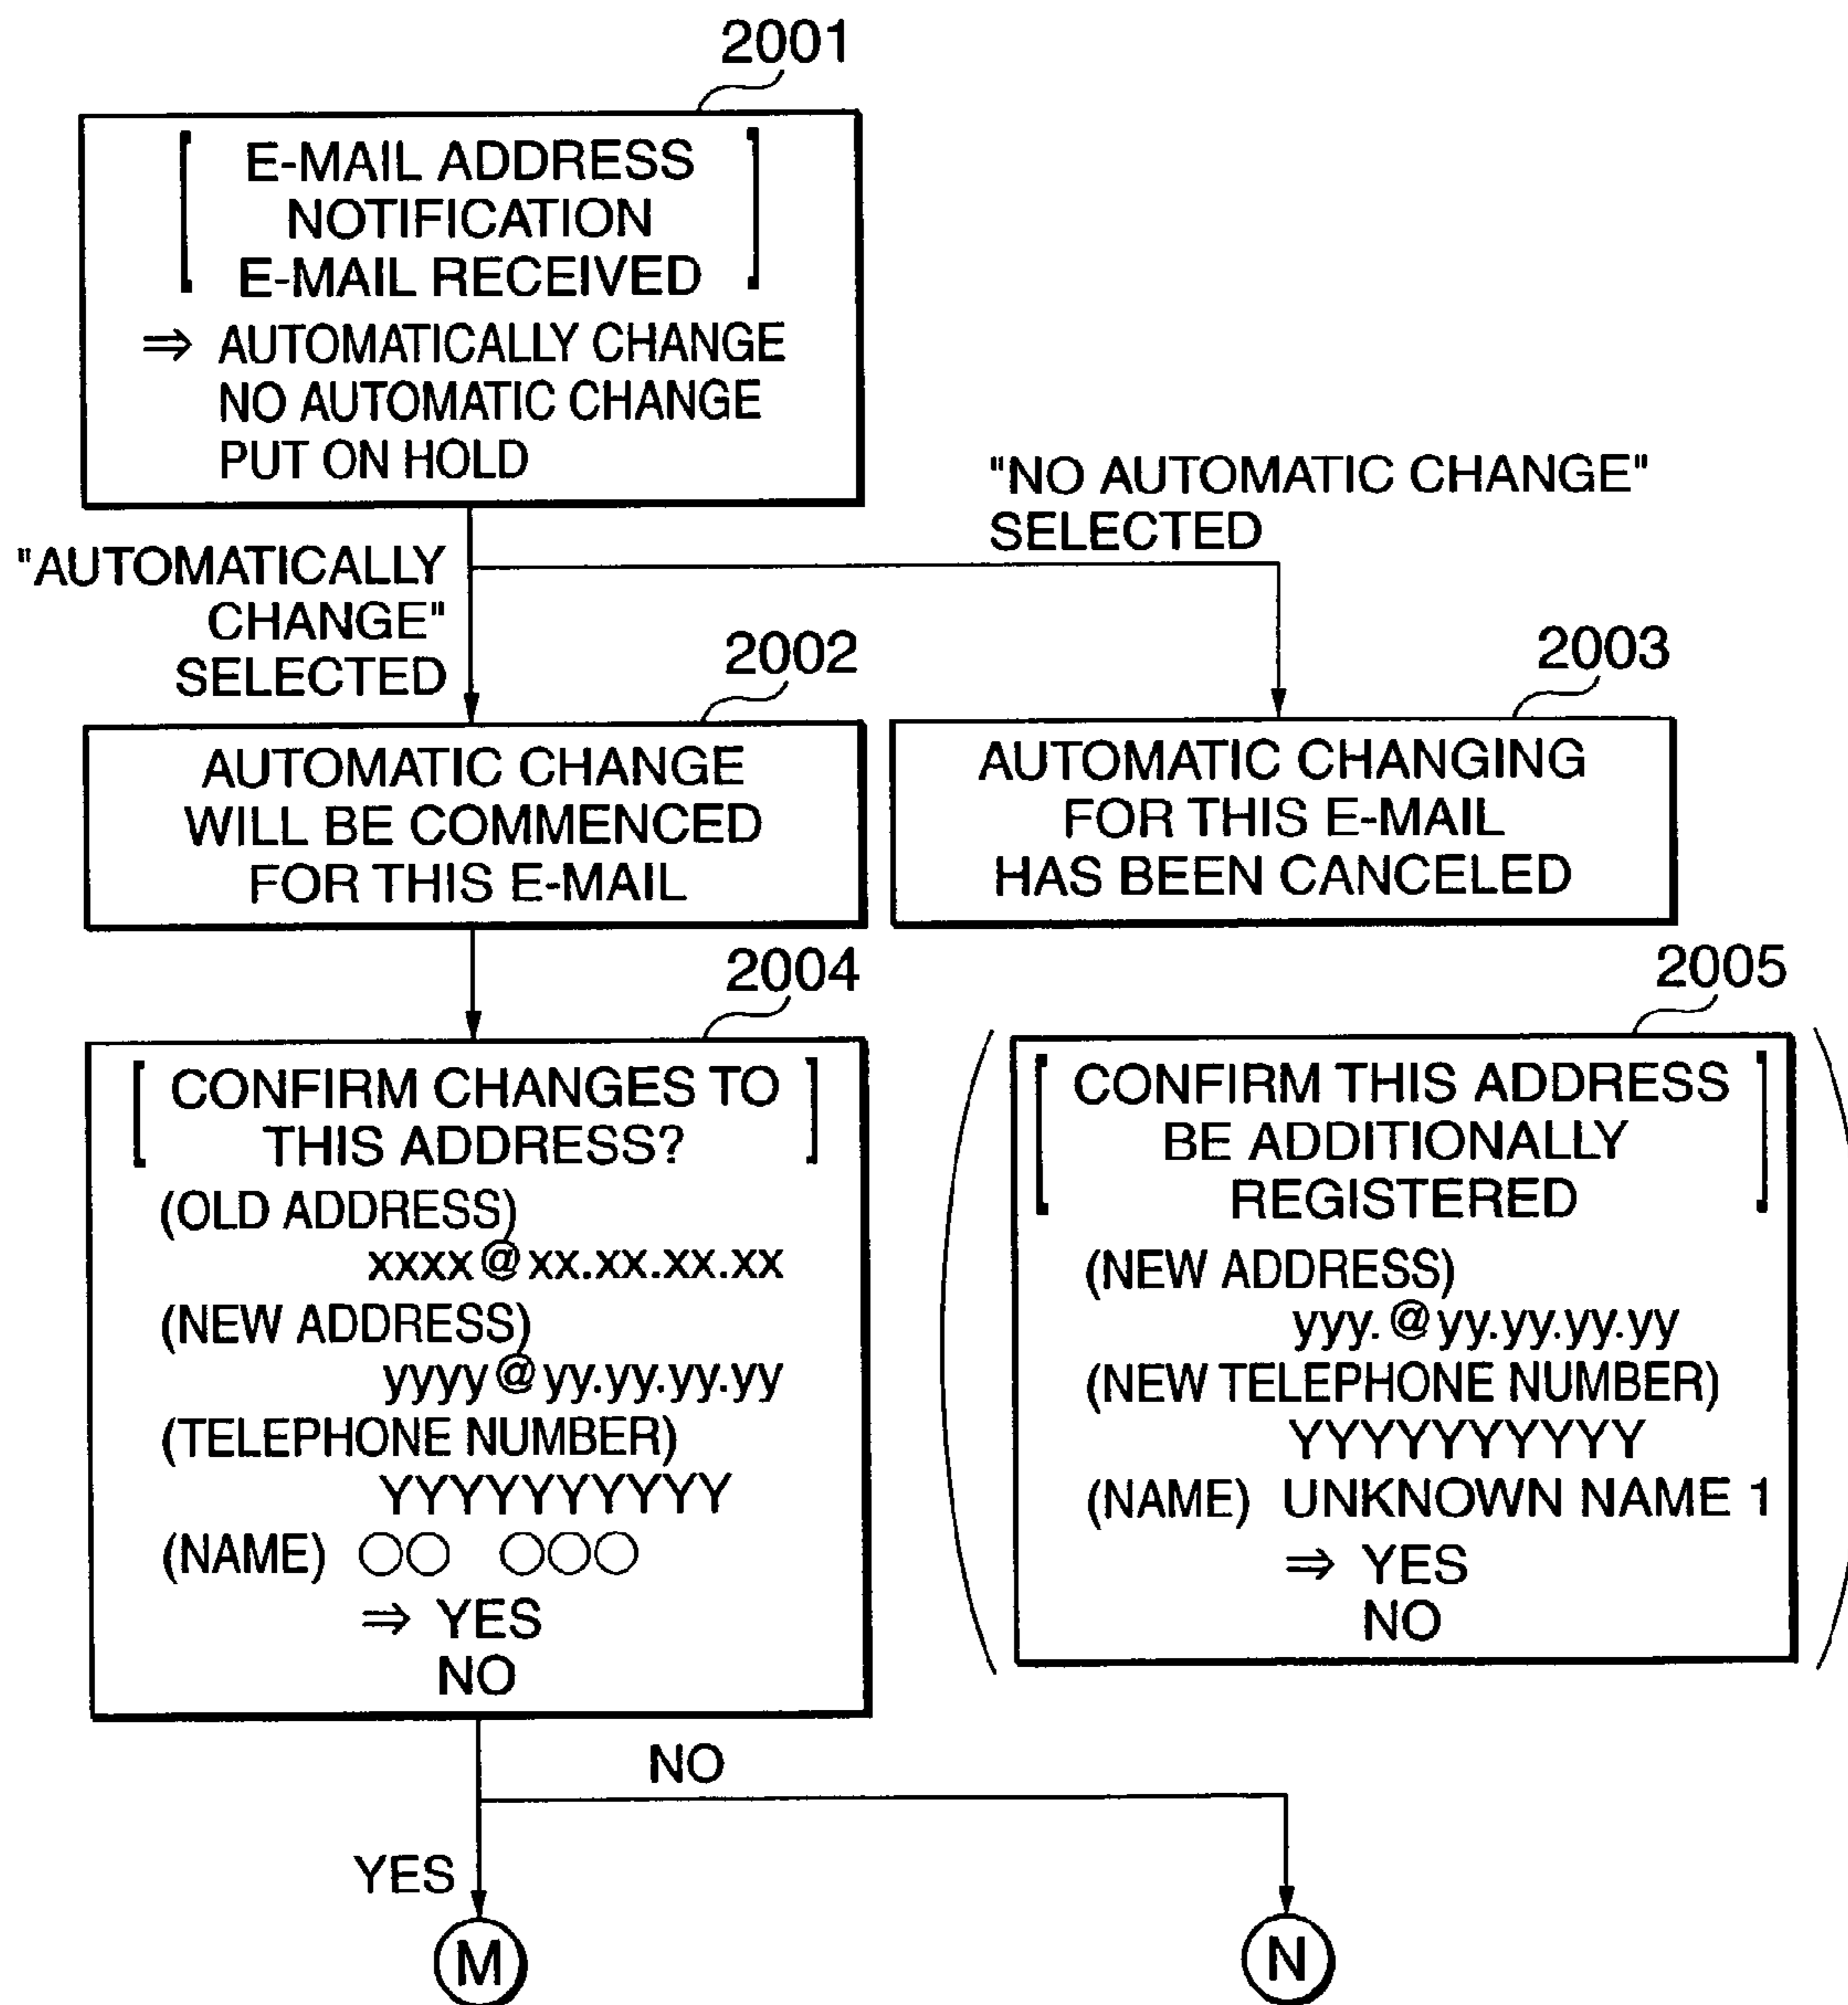 2001
[ E-MAIL ADDRESS
NOTIFICATION
E-MAIL RECEIVED ]
⇒ AUTOMATICALLY CHANGE
NO AUTOMATIC CHANGE
PUT ON HOLD
"NO AUTOMATIC CHANGE"
SELECTED
"AUTOMATICALLY
CHANGE"
SELECTED
2002
AUTOMATIC CHANGE
WILL BE COMMENCED
FOR THIS E-MAIL
2003
AUTOMATIC CHANGING
FOR THIS E-MAIL
HAS BEEN CANCELED
2004
[ CONFIRM CHANGES TO
THIS ADDRESS? ]
(OLD ADDRESS)
xxxx@xx.xx.xx.xx
(NEW ADDRESS)
yyyy@yy.yy.yy.yy
(TELEPHONE NUMBER)
YYYYYYYYYY
(NAME) ○○ ○○○
⇒ YES
NO
2005
[ CONFIRM THIS ADDRESS
BE ADDITIONALLY
REGISTERED ]
(NEW ADDRESS)
yyy.@yy.yy.yy.yy
(NEW TELEPHONE NUMBER)
YYYYYYYYYY
(NAME) UNKNOWN NAME 1
⇒ YES
NO
NO
YES
M
N